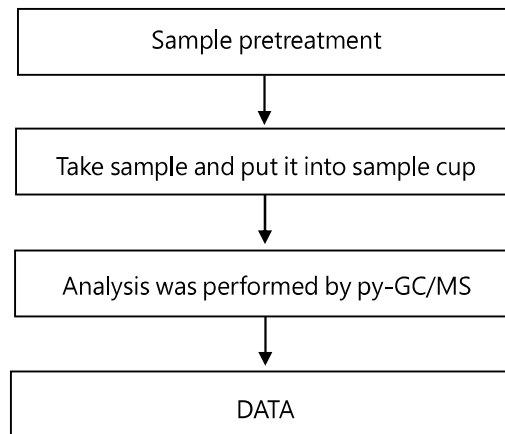 Sample pretreatment
Take sample and put it into sample cup
Analysis was performed by py-GC/MS
DATA